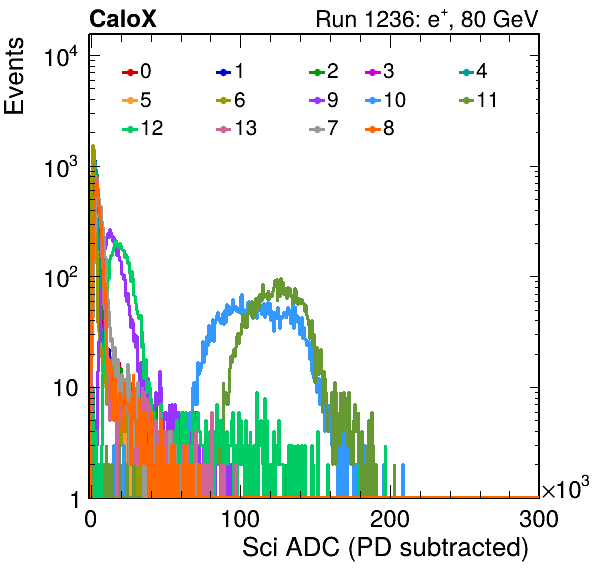 CaloX Run 1236: e⁺, 80 GeV
Events
10⁴
10³
10²
10
1
0 1 2 3 4
5 6 9 10 11
12 13 7 8
0 100 200 300
×10³
Sci ADC (PD subtracted)